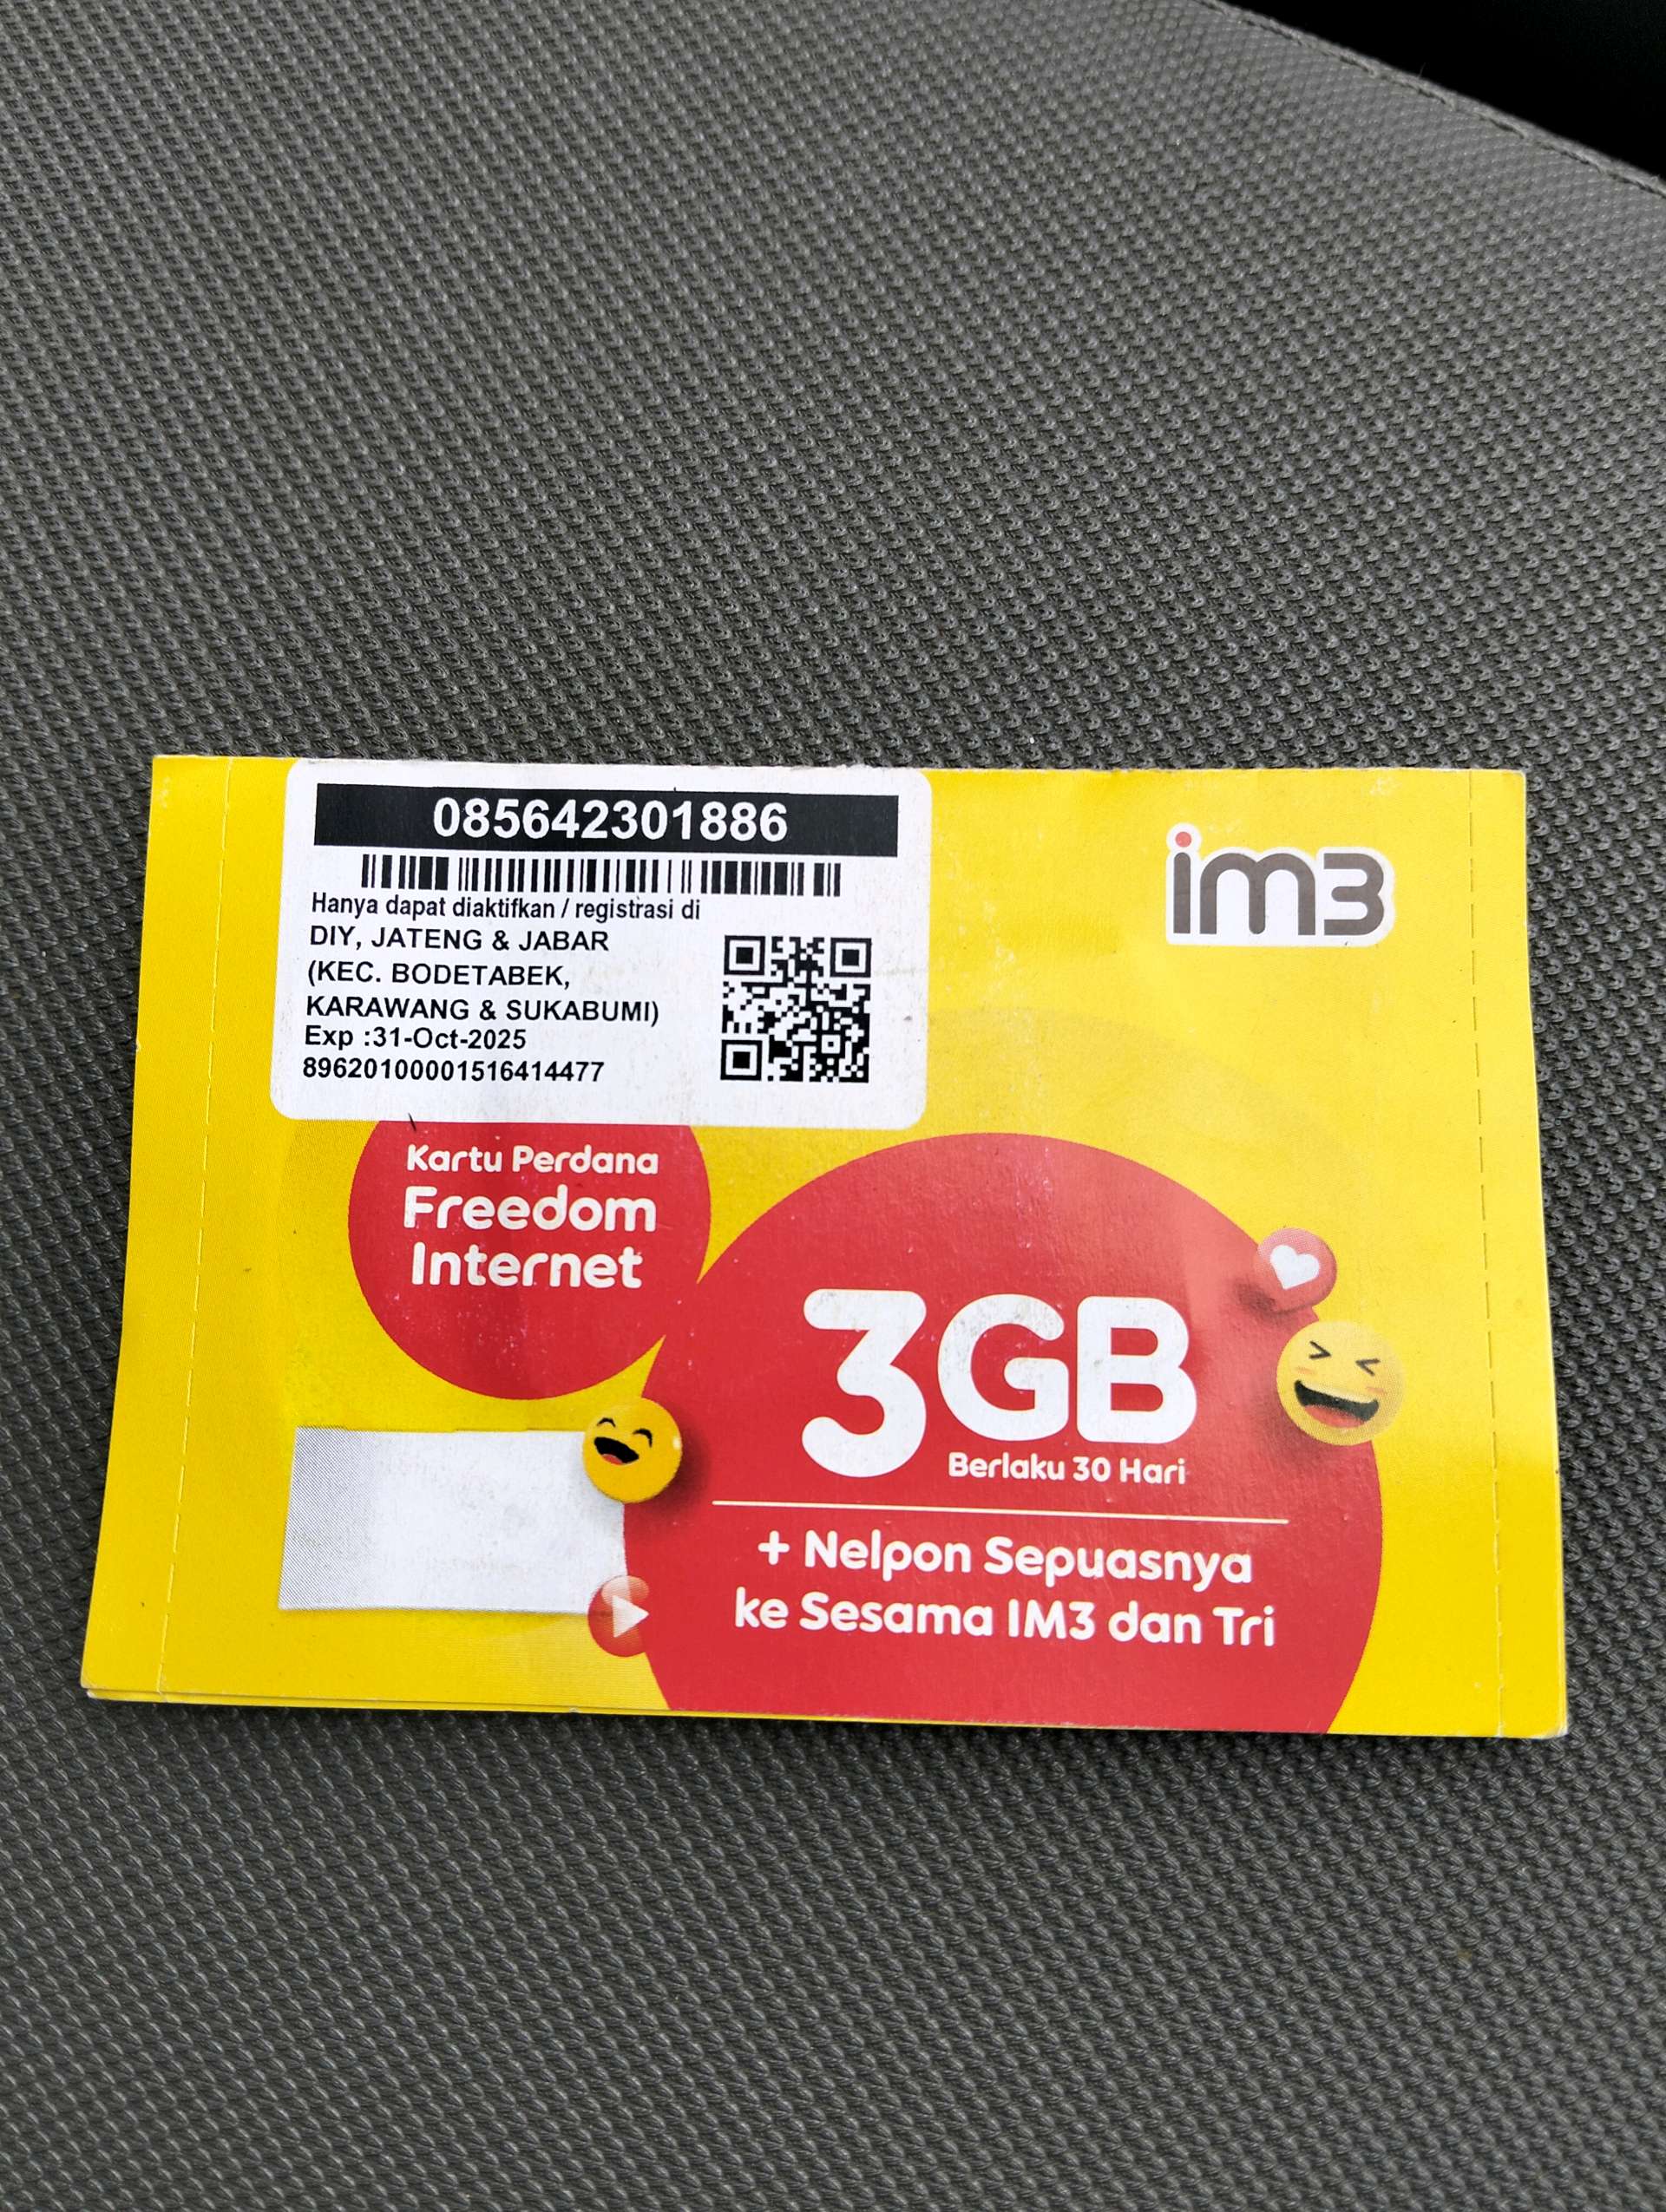 085642301886
im3
Hanya dapat diaktifkan / registrasi di
DIY, JATENG & JABAR
(KEC. BODETABEK,
KARAWANG & SUKABUMI)
Exp :31-Oct-2025
89620100001516414477
Kartu Perdana
Freedom
Internet
3GB
Berlaku 30 Hari
+ Nelpon Sepuasnya
ke Sesama IM3 dan Tri